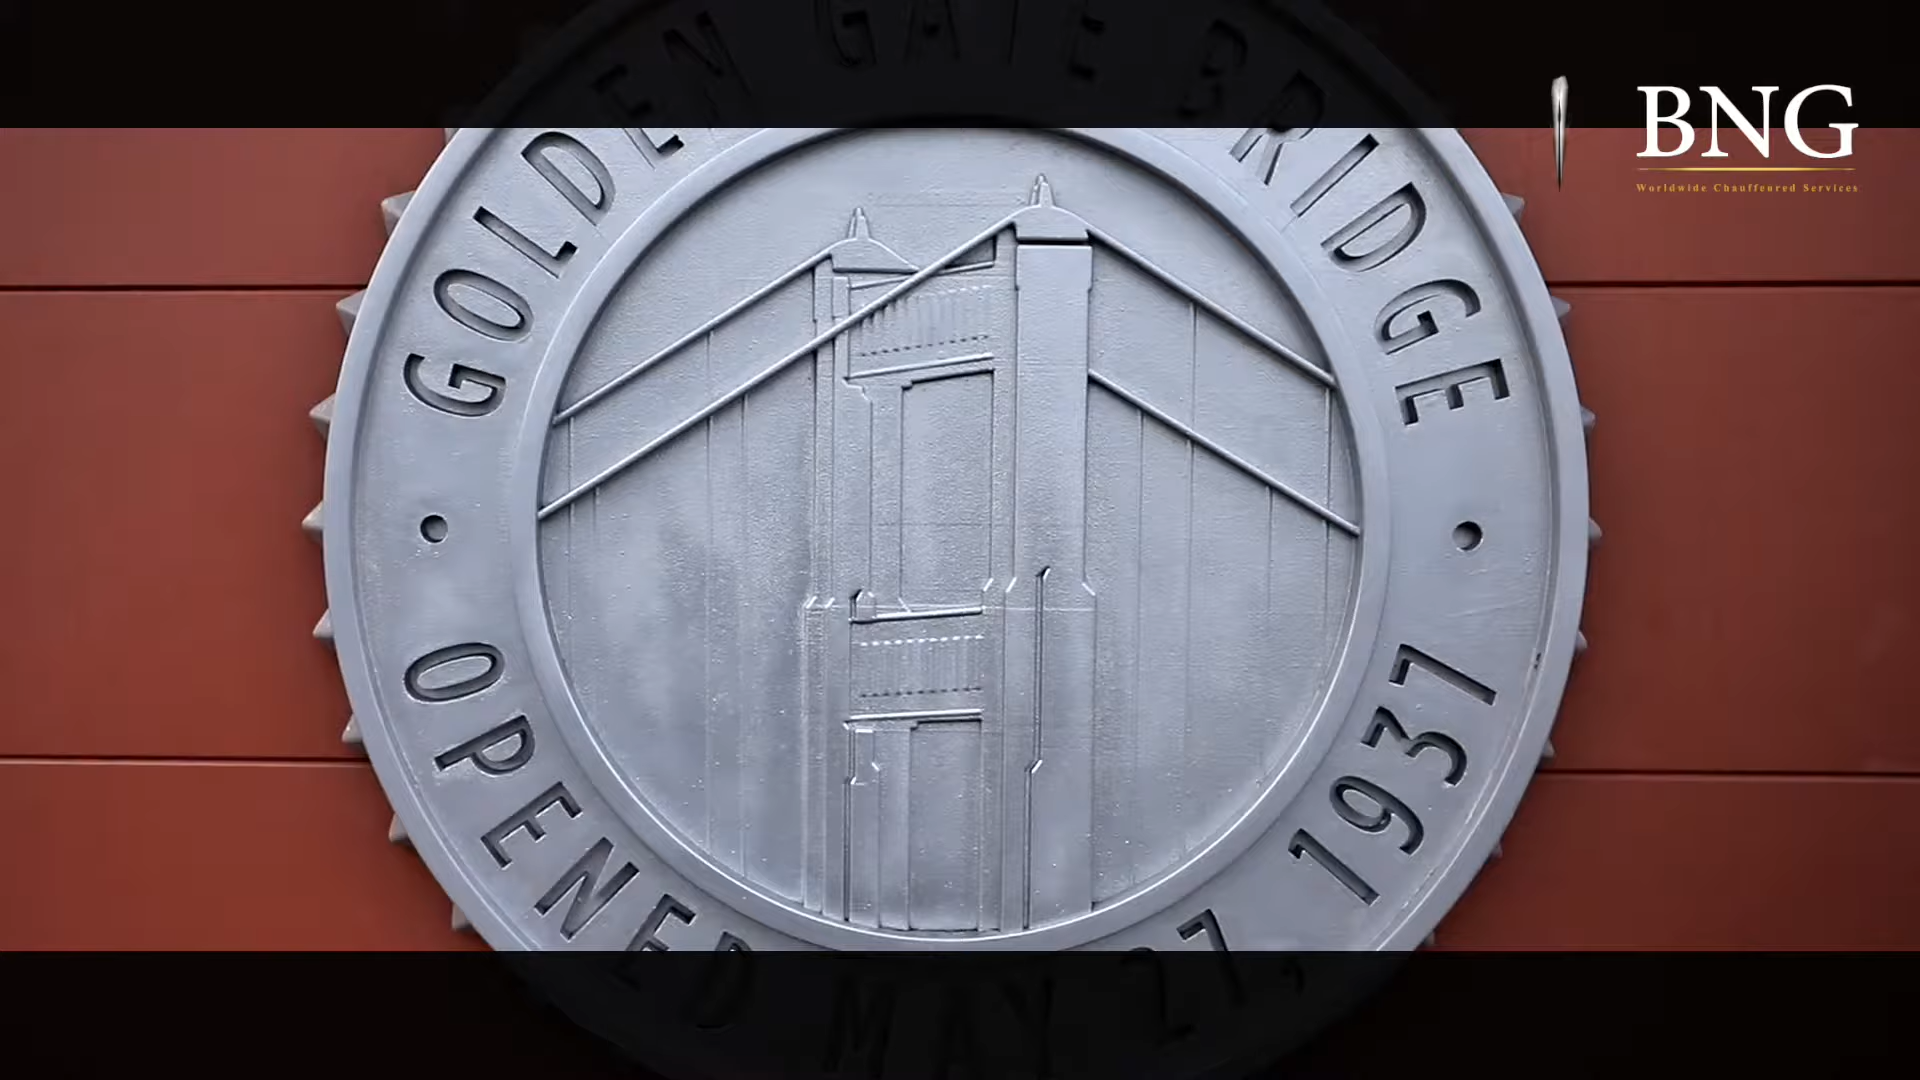 GOLDEN GATE BRIDGE
OPENED MAY 27, 1937
BNG
Worldwide Chauffeured Services